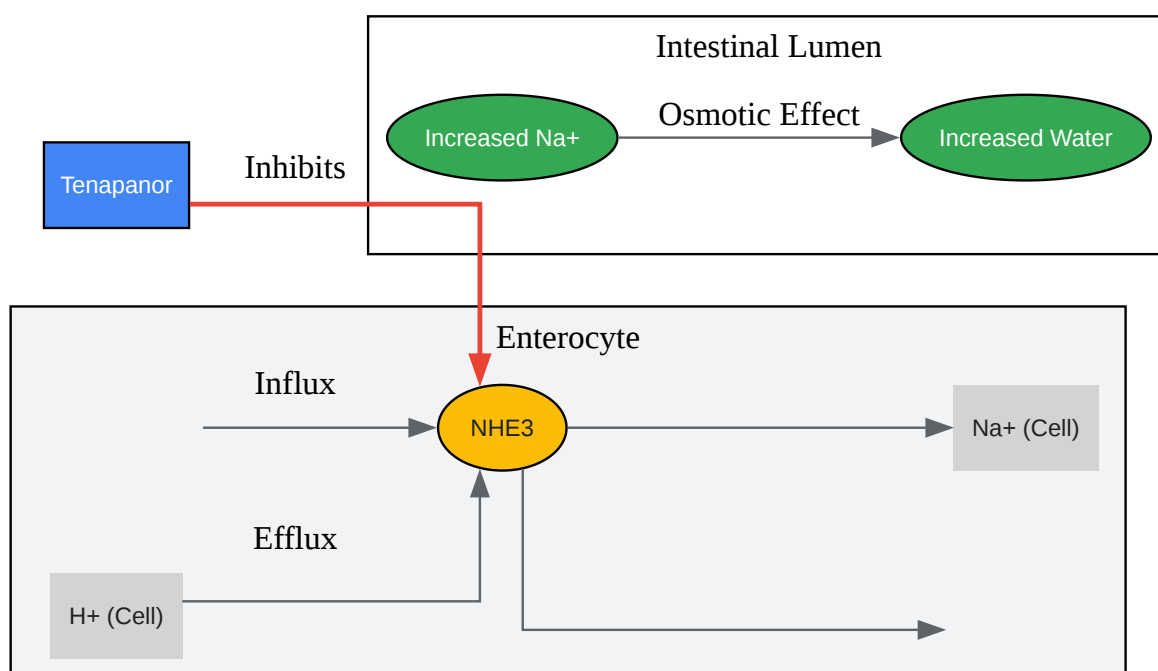 Intestinal Lumen
Increased Na+
Osmotic Effect
Increased Water
Tenapanor
Inhibits
Enterocyte
Influx
NHE3
Na+ (Cell)
Efflux
H+ (Cell)